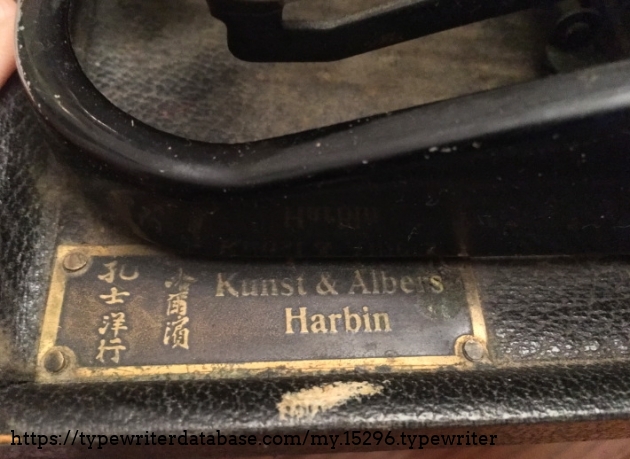 哈爾濱
孔士洋行
Kunst & Albers
Harbin
https://typewriterdatabase.com/my.15296.typewriter